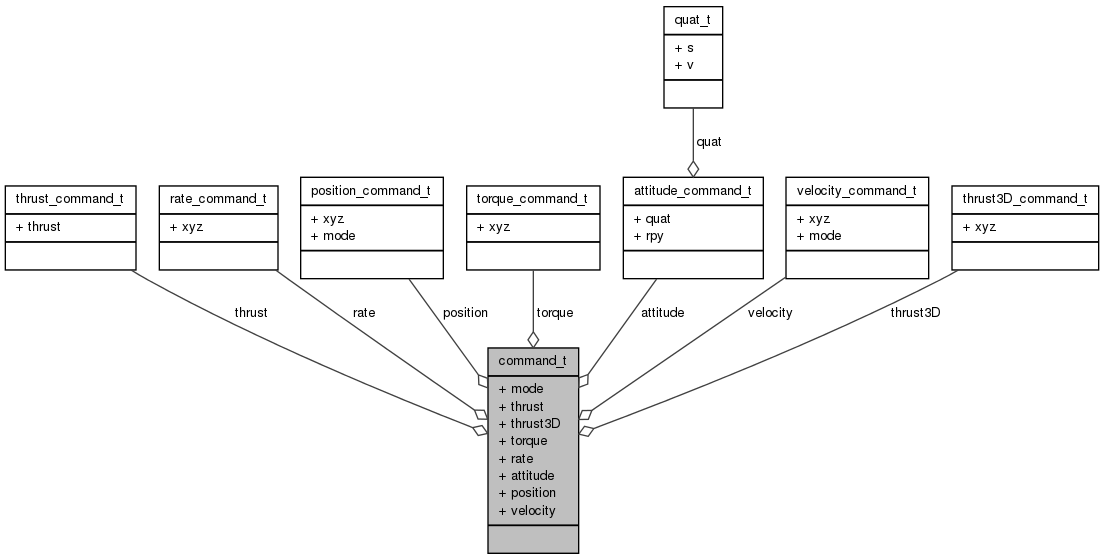 quat_t
+ s
+ v
quat
thrust_command_t
+ thrust
rate_command_t
+ xyz
position_command_t
+ xyz
+ mode
torque_command_t
+ xyz
attitude_command_t
+ quat
+ rpy
velocity_command_t
+ xyz
+ mode
thrust3D_command_t
+ xyz
thrust
rate
position
torque
attitude
velocity
thrust3D
command_t
+ mode
+ thrust
+ thrust3D
+ torque
+ rate
+ attitude
+ position
+ velocity